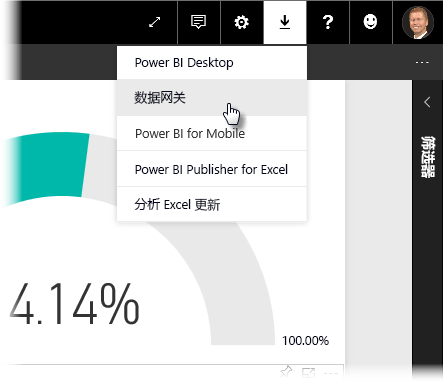 Power BI Desktop
数据网关
Power BI for Mobile
Power BI Publisher for Excel
分析 Excel 更新
筛选器
4.14%
100.00%